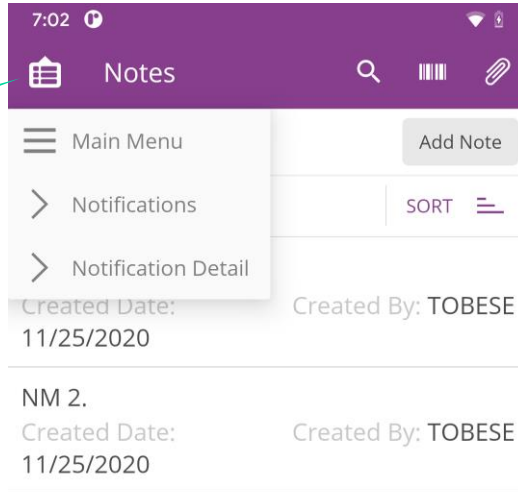 7:02
Notes
Main Menu
Add Note
Notifications
SORT
Notification Detail
Created Date: Created By: TOBESE
11/25/2020
NM 2.
Created Date: Created By: TOBESE
11/25/2020